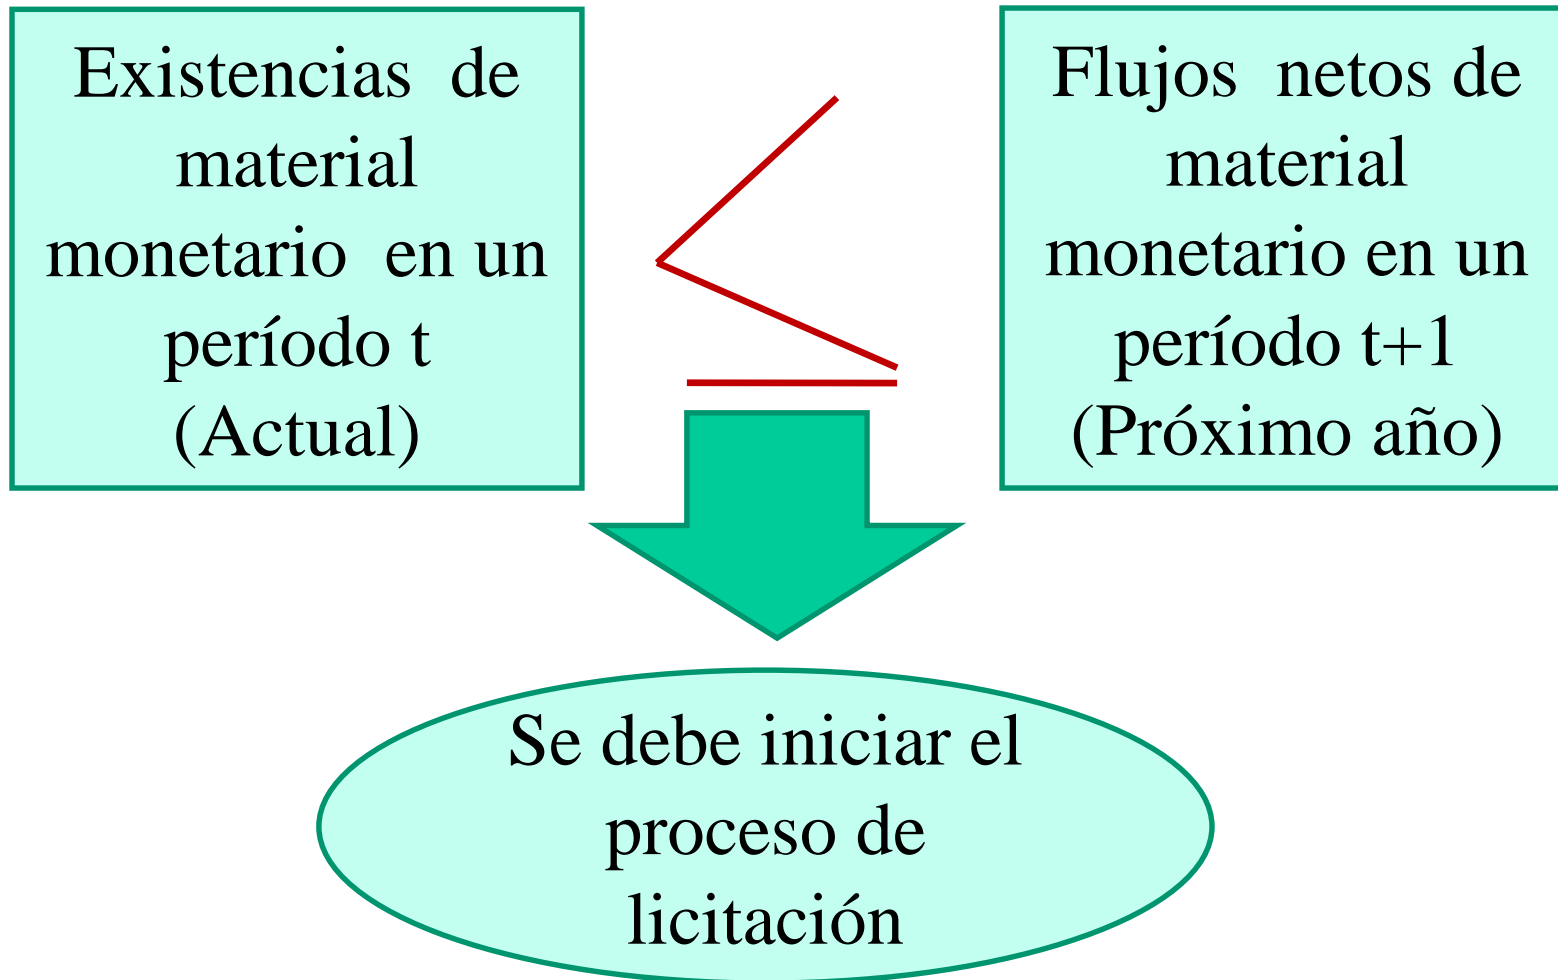 Existencias de
material
monetario en un
período t
(Actual)
Flujos netos de
material
monetario en un
período t+1
(Próximo año)
Se debe iniciar el
proceso de
licitación